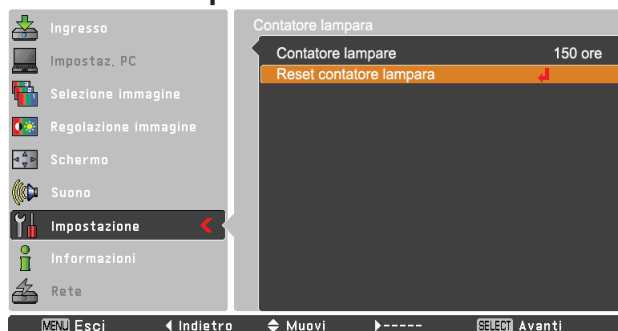 Ingresso
Impostaz. PC
Selezione immagine
Regolazione immagine
Schermo
Suono
Impostazione
Informazioni
Rete
Contatore lampara
Contatore lampare 150 ore
Reset contatore lampara
MENU Esci Indietro Muovi ----- SELECT Avanti